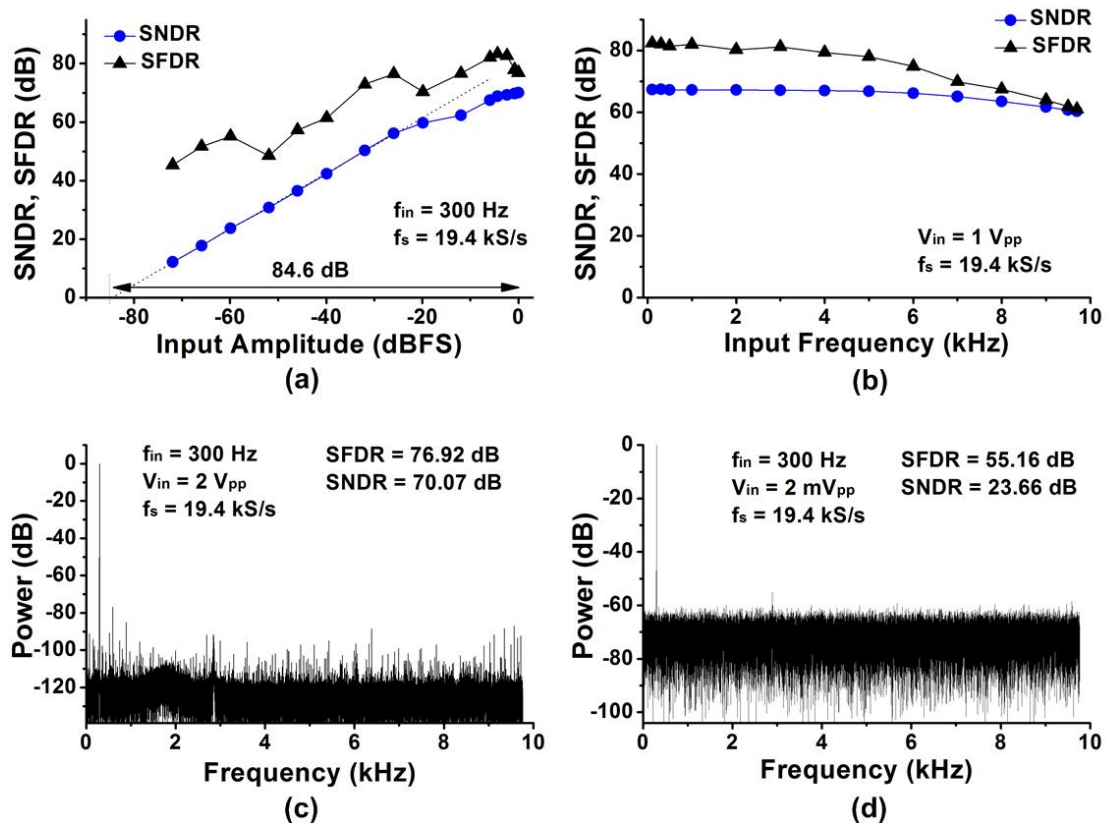 SNDR
SFDR
SNDR, SFDR (dB)
80
60
40
20
0
fin = 300 Hz
fs = 19.4 kS/s
84.6 dB
-80 -60 -40 -20 0
Input Amplitude (dBFS)
(a)
SNDR
SFDR
SNDR, SFDR (dB)
80
60
40
20
0
Vin = 1 Vpp
fs = 19.4 kS/s
0 2 4 6 8 10
Input Frequency (kHz)
(b)
fin = 300 Hz SFDR = 76.92 dB
Vin = 2 Vpp SNDR = 70.07 dB
fs = 19.4 kS/s
Power (dB)
0
-20
-40
-60
-80
-100
-120
0 2 4 6 8 10
Frequency (kHz)
(c)
fin = 300 Hz SFDR = 55.16 dB
Vin = 2 mVpp SNDR = 23.66 dB
fs = 19.4 kS/s
Power (dB)
0
-20
-40
-60
-80
-100
0 2 4 6 8 10
Frequency (kHz)
(d)